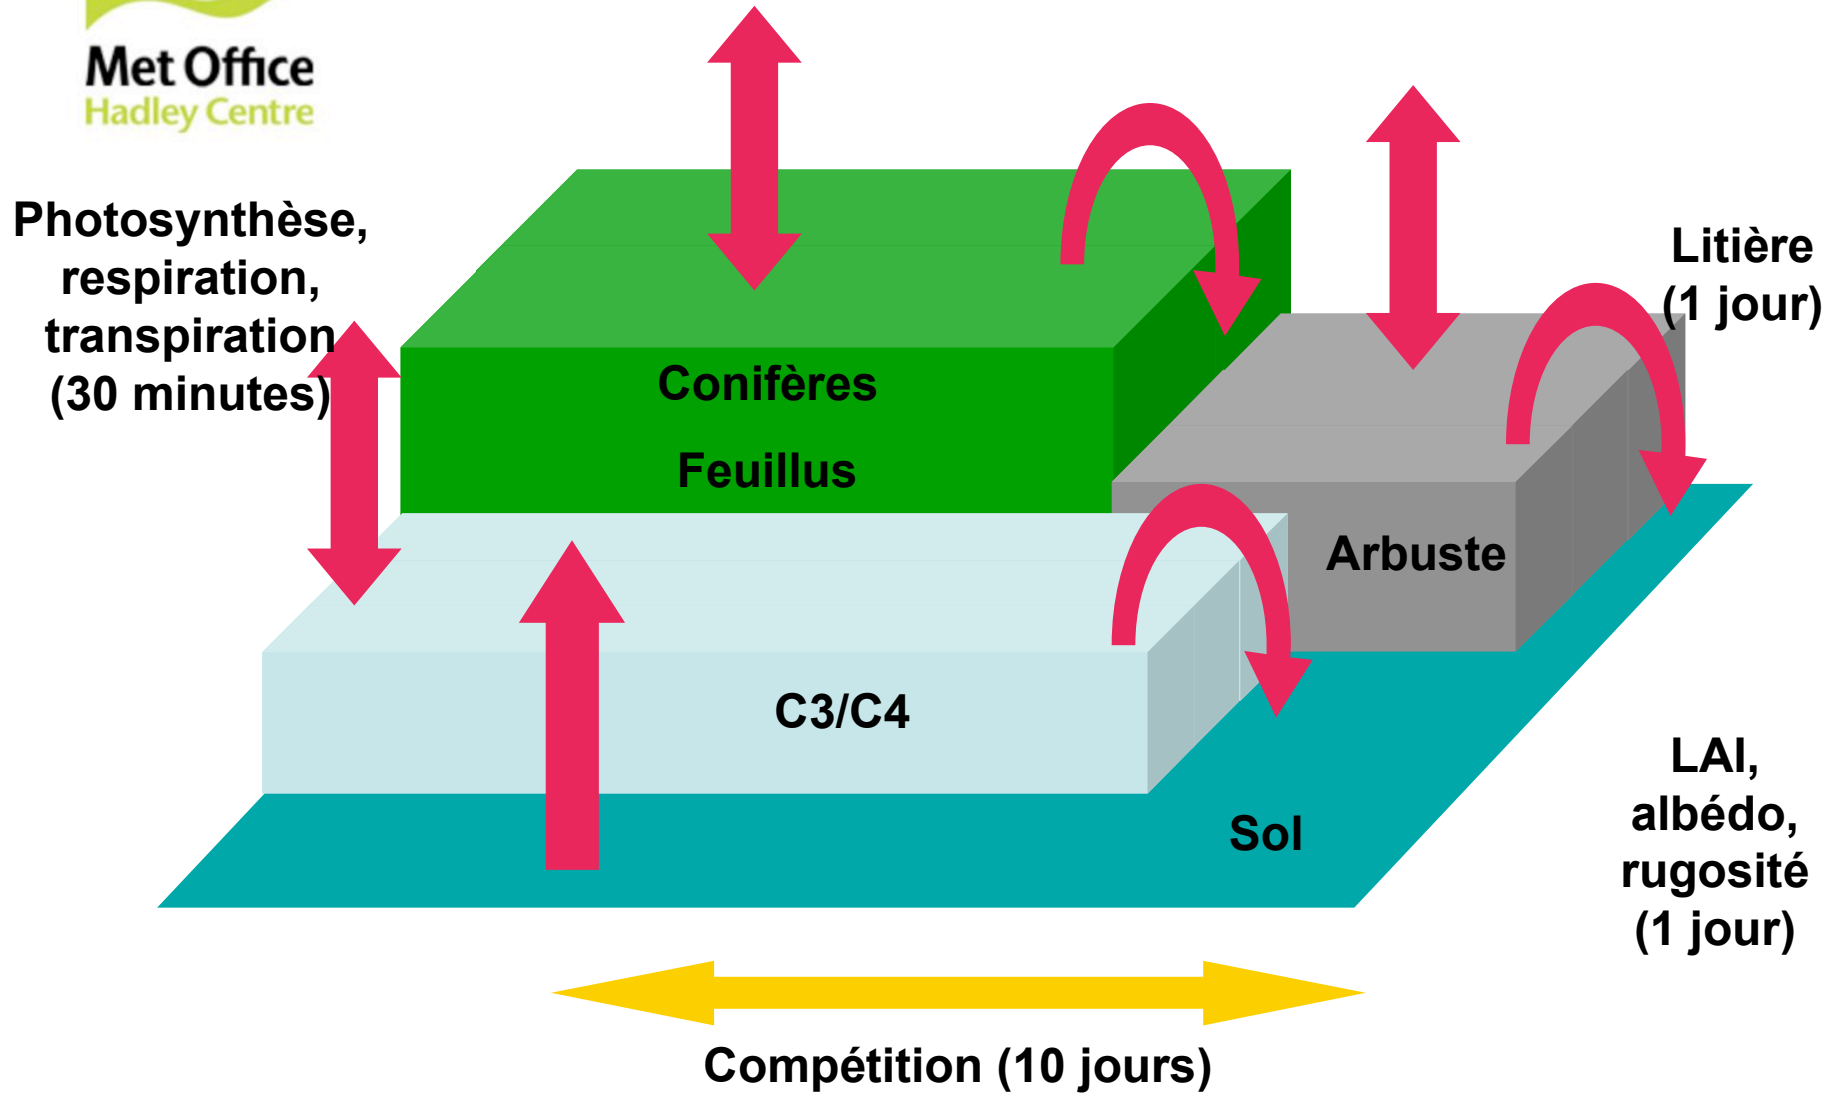 Met Office
Hadley Centre
Photosynthèse,
respiration,
transpiration
(30 minutes)
Litière
(1 jour)
Conifères
Feuillus
Arbuste
C3/C4
Sol
LAI,
albédo,
rugosité
(1 jour)
Compétition (10 jours)